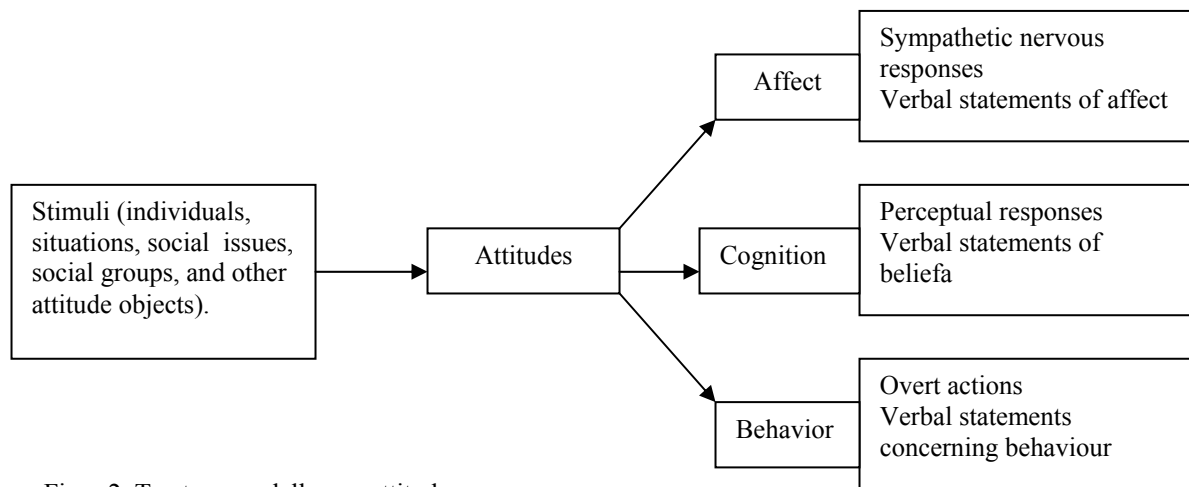 Affect
Sympathetic nervous
responses
Verbal statements of affect
Stimuli (individuals,
situations, social issues,
social groups, and other
attitude objects).
Attitudes
Cognition
Perceptual responses
Verbal statements of
beliefa
Behavior
Overt actions
Verbal statements
concerning behaviour